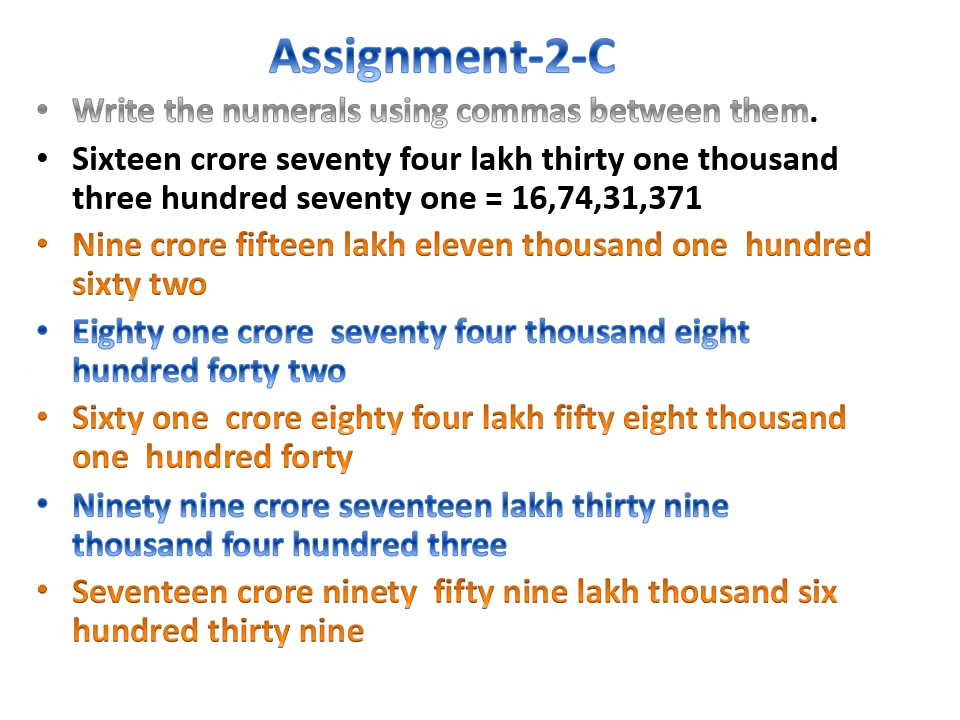 Assignment-2-C
• Write the numerals using commas between them.
• Sixteen crore seventy four lakh thirty one thousand
three hundred seventy one = 16,74,31,371
• Nine crore fifteen lakh eleven thousand one hundred
sixty two
• Eighty one crore seventy four thousand eight
hundred forty two
• Sixty one crore eighty four lakh fifty eight thousand
one hundred forty
• Ninety nine crore seventeen lakh thirty nine
thousand four hundred three
• Seventeen crore ninety fifty nine lakh thousand six
hundred thirty nine